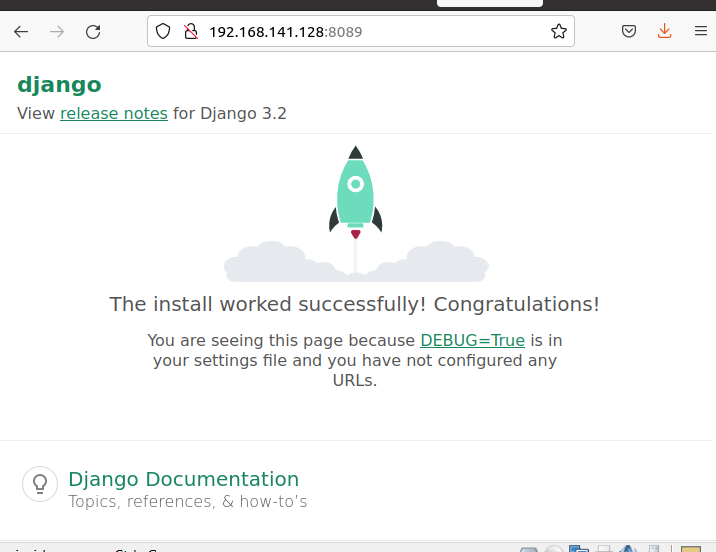 192.168.141.128:8089
django
View release notes for Django 3.2
The install worked successfully! Congratulations!
You are seeing this page because DEBUG=True is in
your settings file and you have not configured any
URLs.
Django Documentation
Topics, references, & how-to's